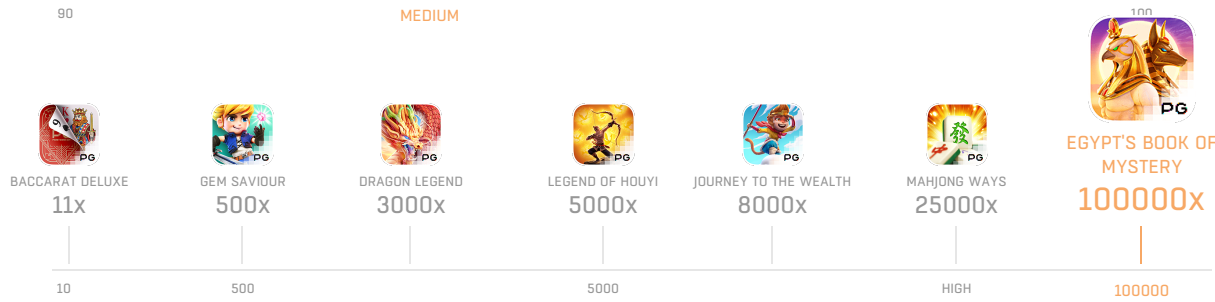 90
MEDIUM
100
PG
PG
PG
PG
PG
PG
PG
BACCARAT DELUXE
11x
GEM SAVIOUR
500x
DRAGON LEGEND
3000x
LEGEND OF HOUYI
5000x
JOURNEY TO THE WEALTH
8000x
發
MAHJONG WAYS
25000x
EGYPT'S BOOK OF
MYSTERY
100000x
10
500
5000
HIGH
100000